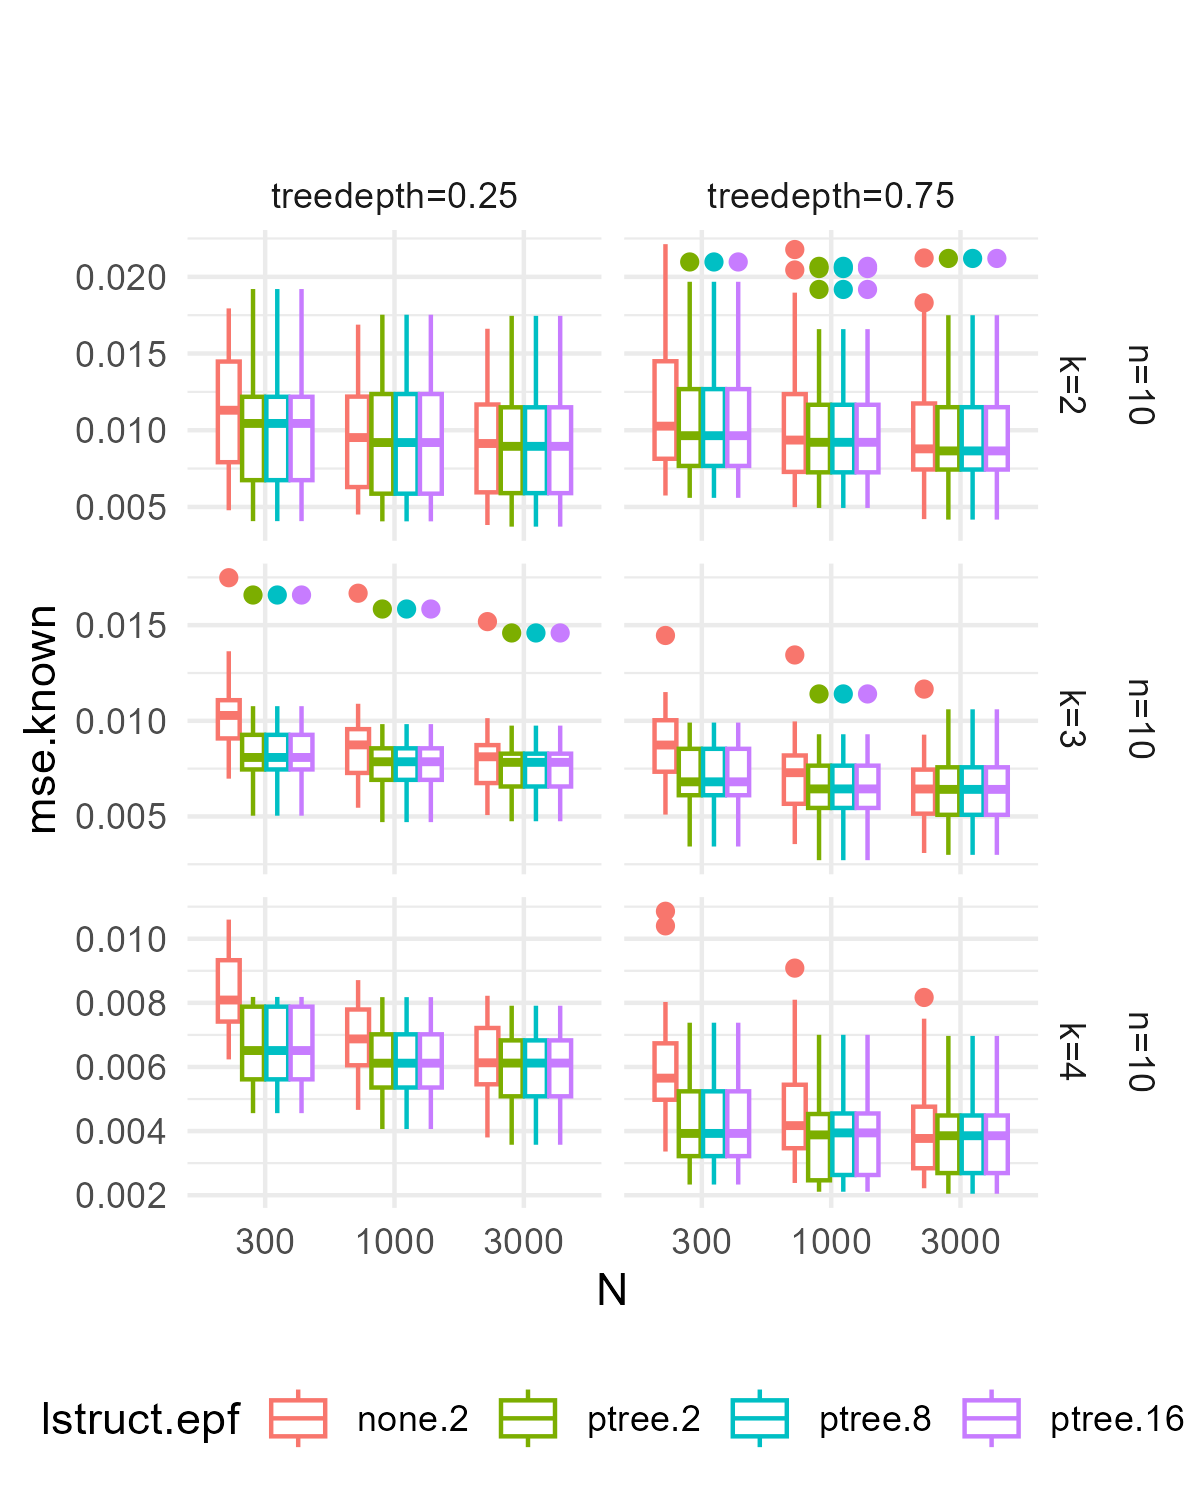 treedepth=0.25
treedepth=0.75
0.020
0.015
0.010
0.005
k=2
n=10
0.015
0.010
0.005
k=3
n=10
0.010
0.008
0.006
0.004
0.002
k=4
n=10
mse.known
300 1000 3000
300 1000 3000
N
lstruct.epf none.2 ptree.2 ptree.8 ptree.16